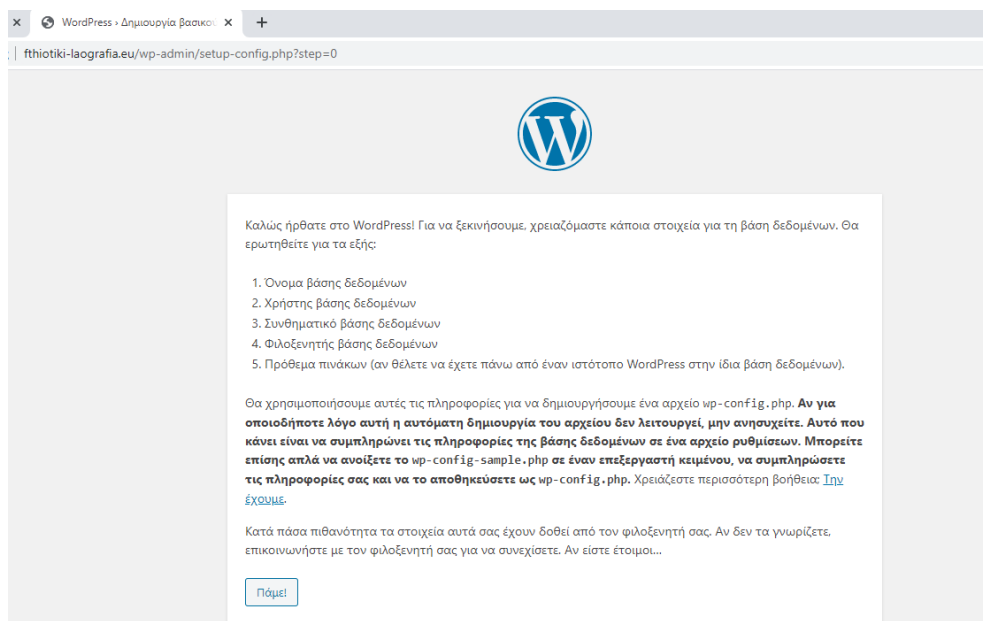 WordPress › Δημιουργία βασικού
fthiotiki-laografia.eu/wp-admin/setup-config.php?step=0
Καλώς ήρθατε στο WordPress! Για να ξεκινήσουμε, χρειαζόμαστε κάποια στοιχεία για τη βάση δεδομένων. Θα
ερωτηθείτε για τα εξής:
1. Όνομα βάσης δεδομένων
2. Χρήστης βάσης δεδομένων
3. Συνθηματικό βάσης δεδομένων
4. Φιλοξενητής βάσης δεδομένων
5. Πρόθεμα πινάκων (αν θέλετε να έχετε πάνω από έναν ιστότοπο WordPress στην ίδια βάση δεδομένων).
Θα χρησιμοποιήσουμε αυτές τις πληροφορίες για να δημιουργήσουμε ένα αρχείο wp-config.php. Αν για
οποιοδήποτε λόγο αυτή η αυτόματη δημιουργία του αρχείου δεν λειτουργεί, μην ανησυχείτε. Αυτό που
κάνει είναι να συμπληρώνει τις πληροφορίες της βάσης δεδομένων σε ένα αρχείο ρυθμίσεων. Μπορείτε
επίσης απλά να ανοίξετε το wp-config-sample.php σε έναν επεξεργαστή κειμένου, να συμπληρώσετε
τις πληροφορίες σας και να το αποθηκεύσετε ως wp-config.php. Χρειάζεστε περισσότερη βοήθεια; Την
έχουμε.
Κατά πάσα πιθανότητα τα στοιχεία αυτά σας έχουν δοθεί από τον φιλοξενητή σας. Αν δεν τα γνωρίζετε,
επικοινωνήστε με τον φιλοξενητή σας για να συνεχίσετε. Αν είστε έτοιμοι...
Πάμε!